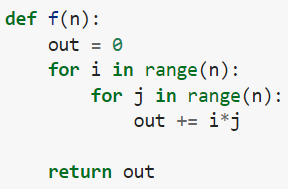 def f(n):
    out = 0
    for i in range(n):
        for j in range(n):
            out += i*j
    return out